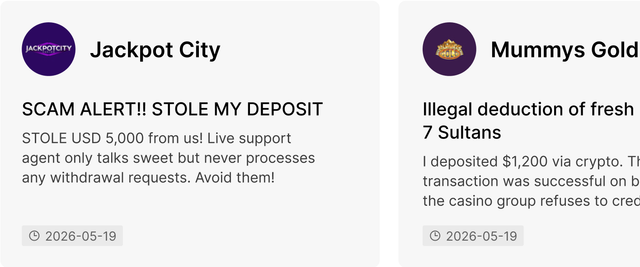 JACKPOTCITY
Jackpot City
SCAM ALERT!! STOLE MY DEPOSIT
STOLE USD 5,000 from us! Live support
agent only talks sweet but never processes
any withdrawal requests. Avoid them!
2026-05-19
Mummys Gold
Illegal deduction of fresh
7 Sultans
I deposited $1,200 via crypto.
transaction was successful on
the casino group refuses to
2026-05-19